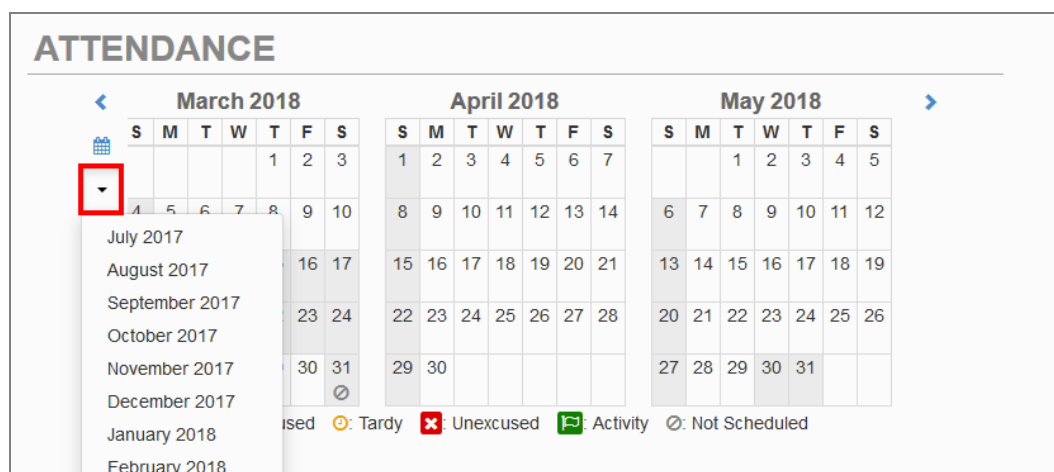 ATTENDANCE
March 2018 April 2018 May 2018
S M T W T F S S M T W T F S S M T W T F S
1 2 3 1 2 3 4 5 6 7 1 2 3 4 5
4 5 6 7 8 9 10 8 9 10 11 12 13 14 6 7 8 9 10 11 12
July 2017
August 2017 16 17 15 16 17 18 19 20 21 13 14 15 16 17 18 19
September 2017
October 2017 23 24 22 23 24 25 26 27 28 20 21 22 23 24 25 26
November 2017 30 31 29 30 27 28 29 30 31
December 2017
: Tardy : Unexcused : Activity : Not Scheduled
January 2018
February 2018